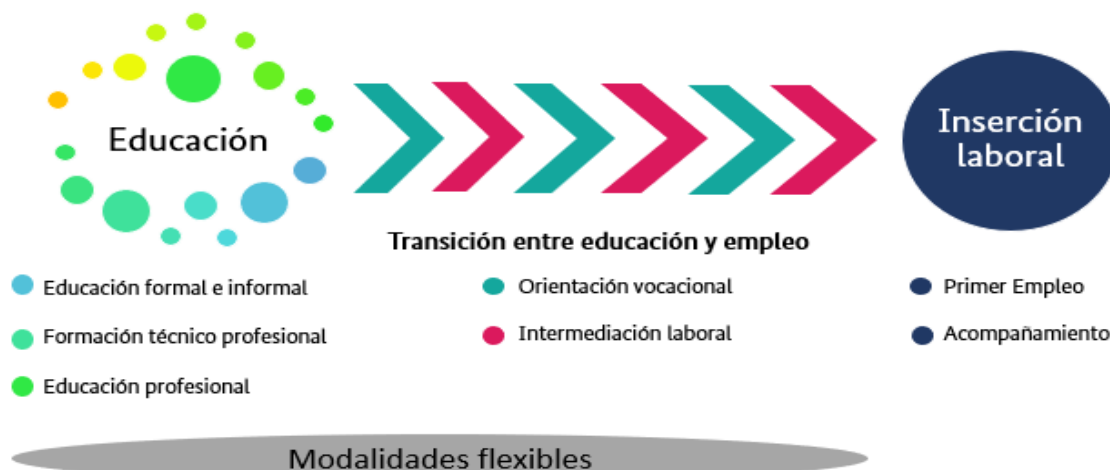 Educación
Inserción
laboral
Transición entre educación y empleo
Educación formal e informal
Formación técnico profesional
Educación profesional
Orientación vocacional
Intermediación laboral
Primer Empleo
Acompañamiento
Modalidades flexibles